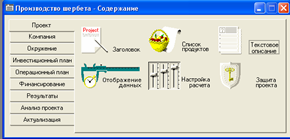 Производство шербета - Содержание
Проект
Компания
Окружение
Инвестиционный план
Операционный план
Финансирование
Результаты
Анализ проекта
Актуализация
Project
Заголовок
Список
продуктов
Текстовое
описание
Отображение
данных
Настройка
расчета
Защита
проекта